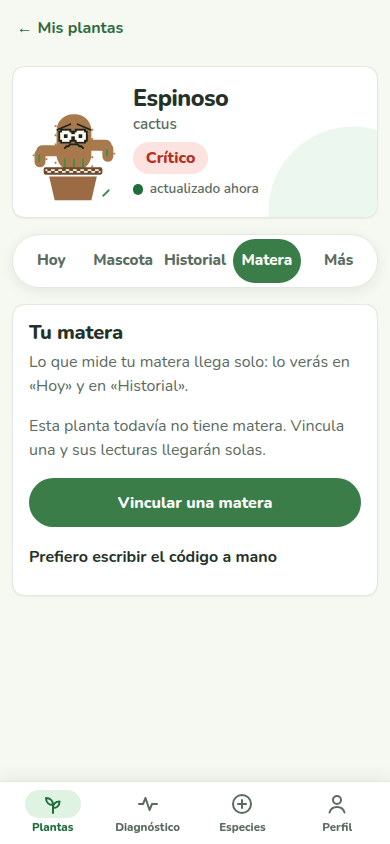 ← Mis plantas
Espinoso
cactus
Crítico
actualizado ahora
Hoy
Mascota
Historial
Matera
Más
Tu matera
Lo que mide tu matera llega solo: lo verás en
«Hoy» y en «Historial».
Esta planta todavía no tiene matera. Vincula
una y sus lecturas llegarán solas.
Vincular una matera
Prefiero escribir el código a mano
Plantas
Diagnóstico
Especies
Perfil